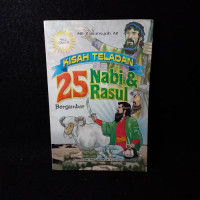 KISAH TELADAN
25 Nabi &
Rasul
Bergambar